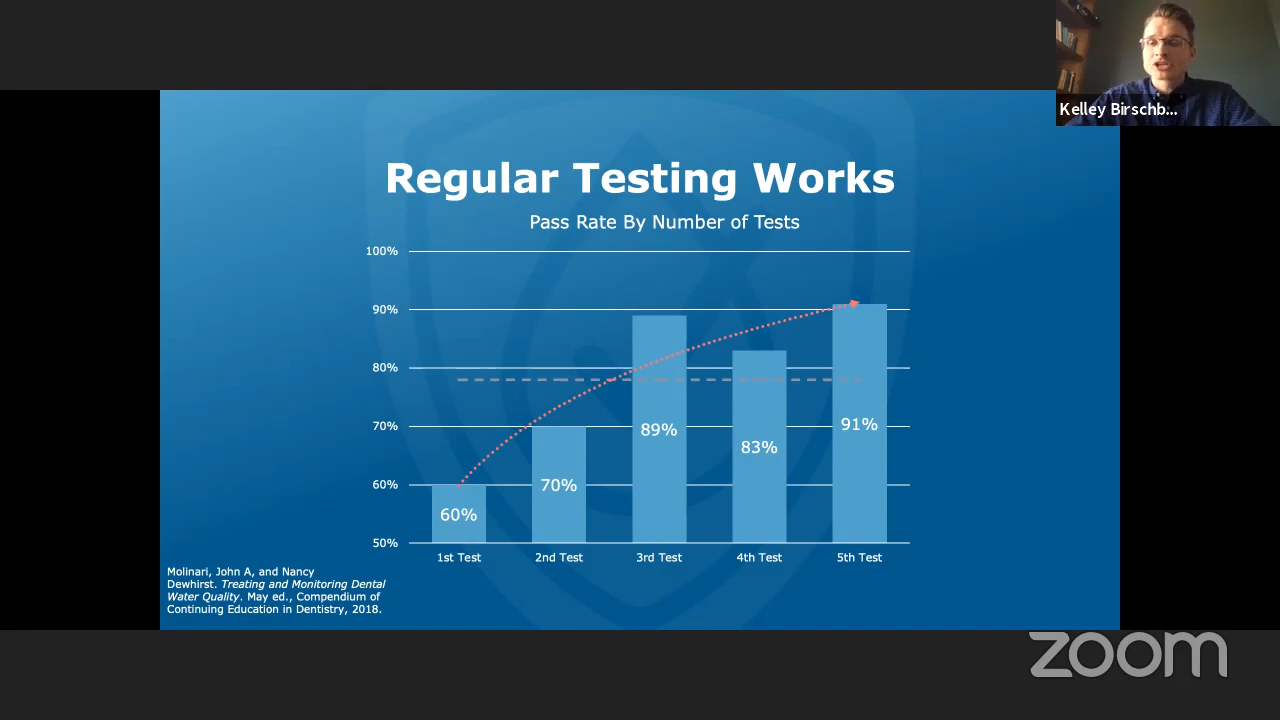 Kelley Birschb...
Regular Testing Works
Pass Rate By Number of Tests
100%
90%
80%
70%
60%
50%
60%
70%
89%
83%
91%
1st Test
2nd Test
3rd Test
4th Test
5th Test
Molinari, John A, and Nancy
Dewhirst. Treating and Monitoring Dental
Water Quality. May ed., Compendium of
Continuing Education in Dentistry, 2018.
zoom